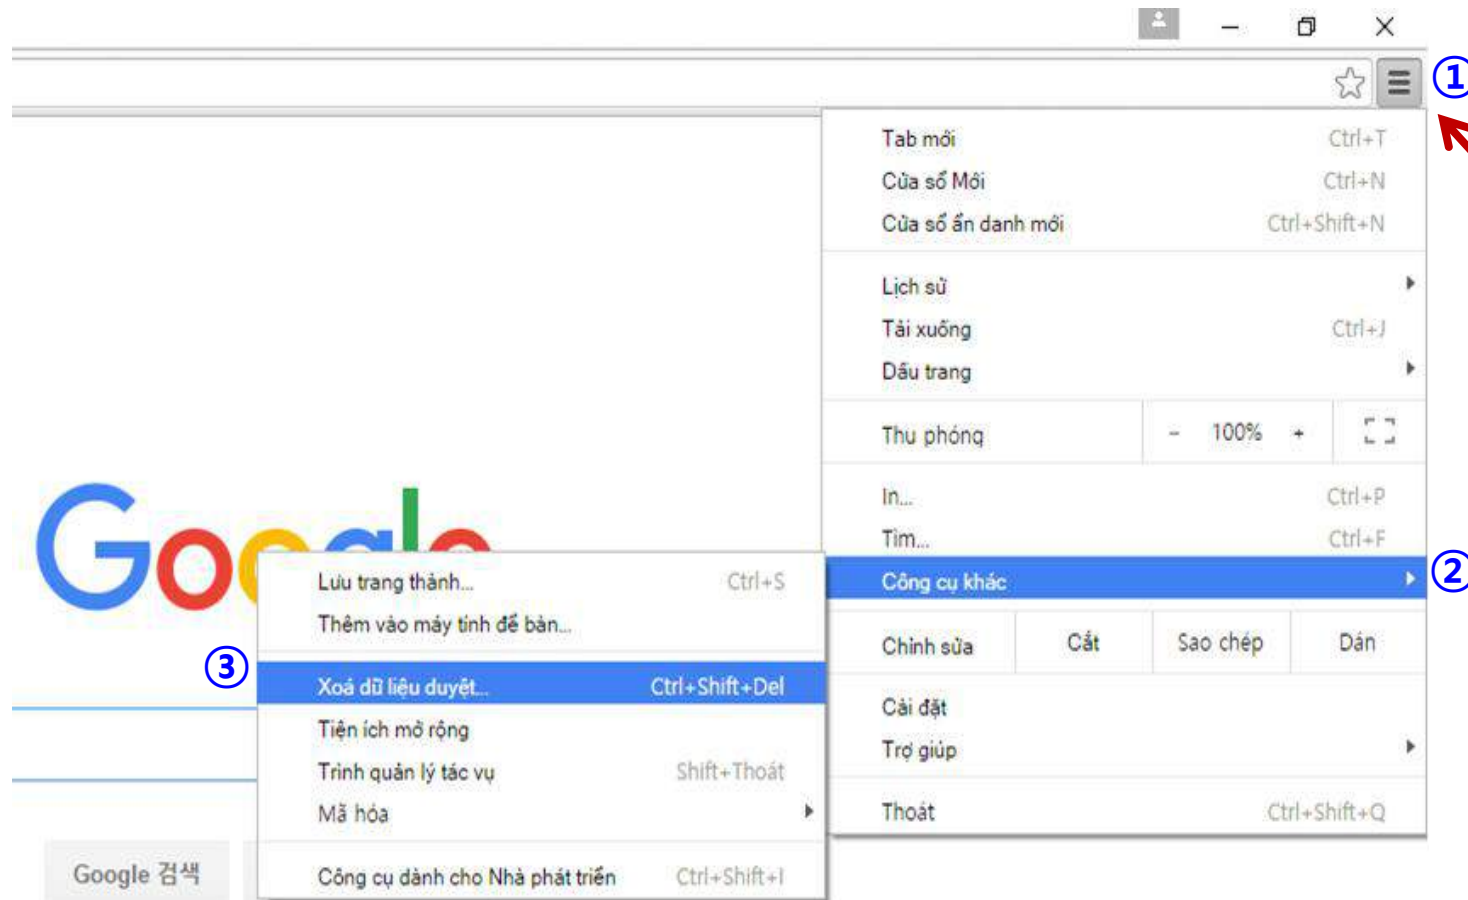 ①
Tab mới Ctrl+T
Cửa sổ Mới Ctrl+N
Cửa sổ ẩn danh mới Ctrl+Shift+N
Lịch sử
Tải xuống Ctrl+J
Dấu trang
Thu phóng - 100% +
In... Ctrl+P
Tìm... Ctrl+F
Công cụ khác ②
Chỉnh sửa Cắt Sao chép Dán
Cài đặt
Trợ giúp
Thoát Ctrl+Shift+Q
Google
Lưu trang thành... Ctrl+S
Thêm vào máy tính để bàn...
③ Xoá dữ liệu duyệt... Ctrl+Shift+Del
Tiện ích mở rộng
Trình quản lý tác vụ Shift+Thoát
Mã hóa
Công cụ dành cho Nhà phát triển Ctrl+Shift+I
Google 검색